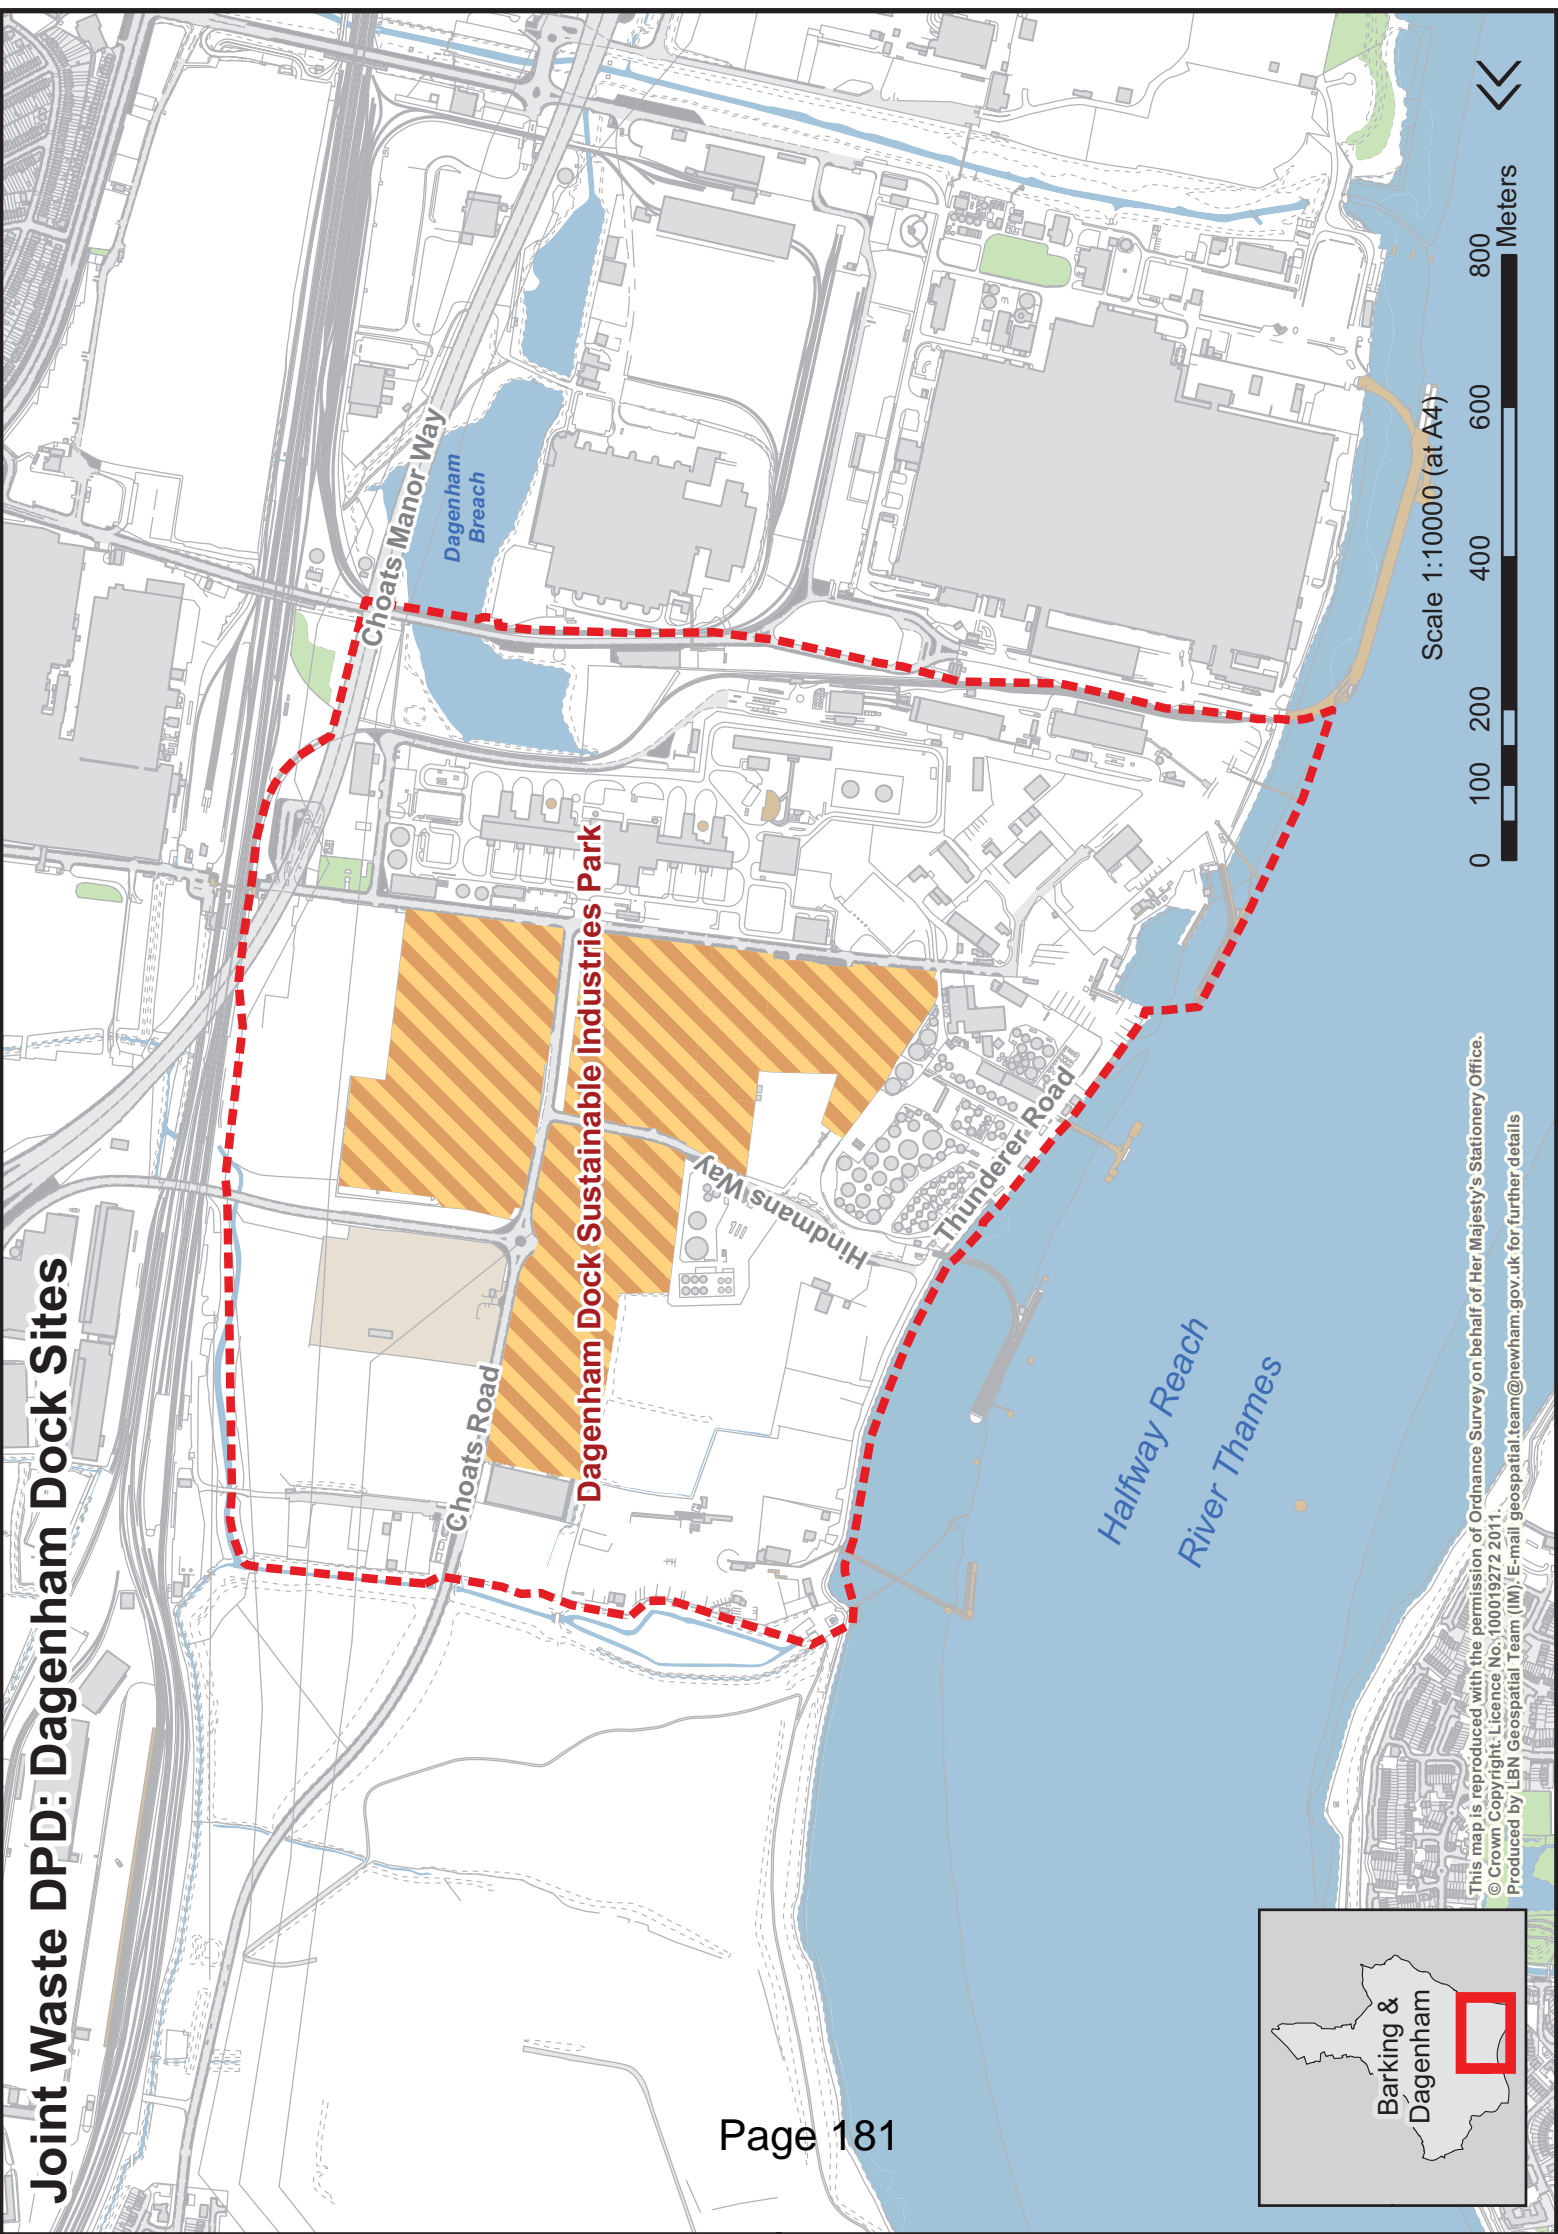 Joint Waste DPD: Dagenham Dock Sites
Choats Manor Way
Dagenham
Breach
Choats Road
Dagenham Dock Sustainable Industries Park
Hindmans Way
Thunderer Road
Halfway Reach
River Thames
Scale 1:10000 (at A4)
0 100 200 400 600 800
Meters
This map is reproduced with the permission of Ordnance Survey on behalf of Her Majesty's Stationery Office.
© Crown Copyright. Licence No. 100019272 2011.
Produced by LBN Geospatial Team (IM). E-mail geospatial.team@newham.gov.uk for further details
Barking &
Dagenham
Page 181